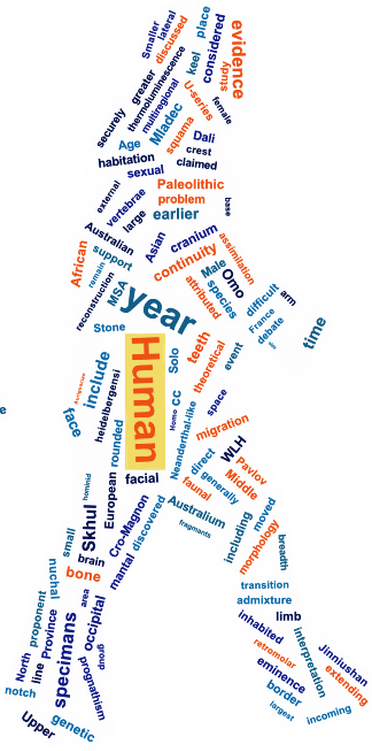 Smaller
lateral
discussed
place
considered
evidence
keel
study
greater
thermoluminescence
multiregional
securely
U-series
female
Mladec
squama
Dali
Age
crest
habitation
claimed
sexual
Paleolithic
external
problem
vertebrae
base
large
earlier
Australian
Asian
cranium
assimilation
African
support
continuity
Male
Omo
remain
species
attributed
difficult
arm
reconstruction
MSA
year
France
debate
time
Stone
Human
Solo
teeth
theoretical
event
include
face
heidelbergensi
cc
Homo
space
rounded
Neanderthal-like
migration
WLH
direct
Pavlov
generally
Middle
faunal
facial
hominid
European
Cro-Magnon
discovered
Australium
fragmants
including
moved
morphology
breadth
small
Skhul
brain
bone
mantal
nuchal
transition
admixture
proponent
area
occipital
limb
inhabited
North
line
Province
specimans
group
prognathism
retromolar
interpretation
Jinniushan
extending
eminence
border
notch
Upper
genetic
largest
incoming
e